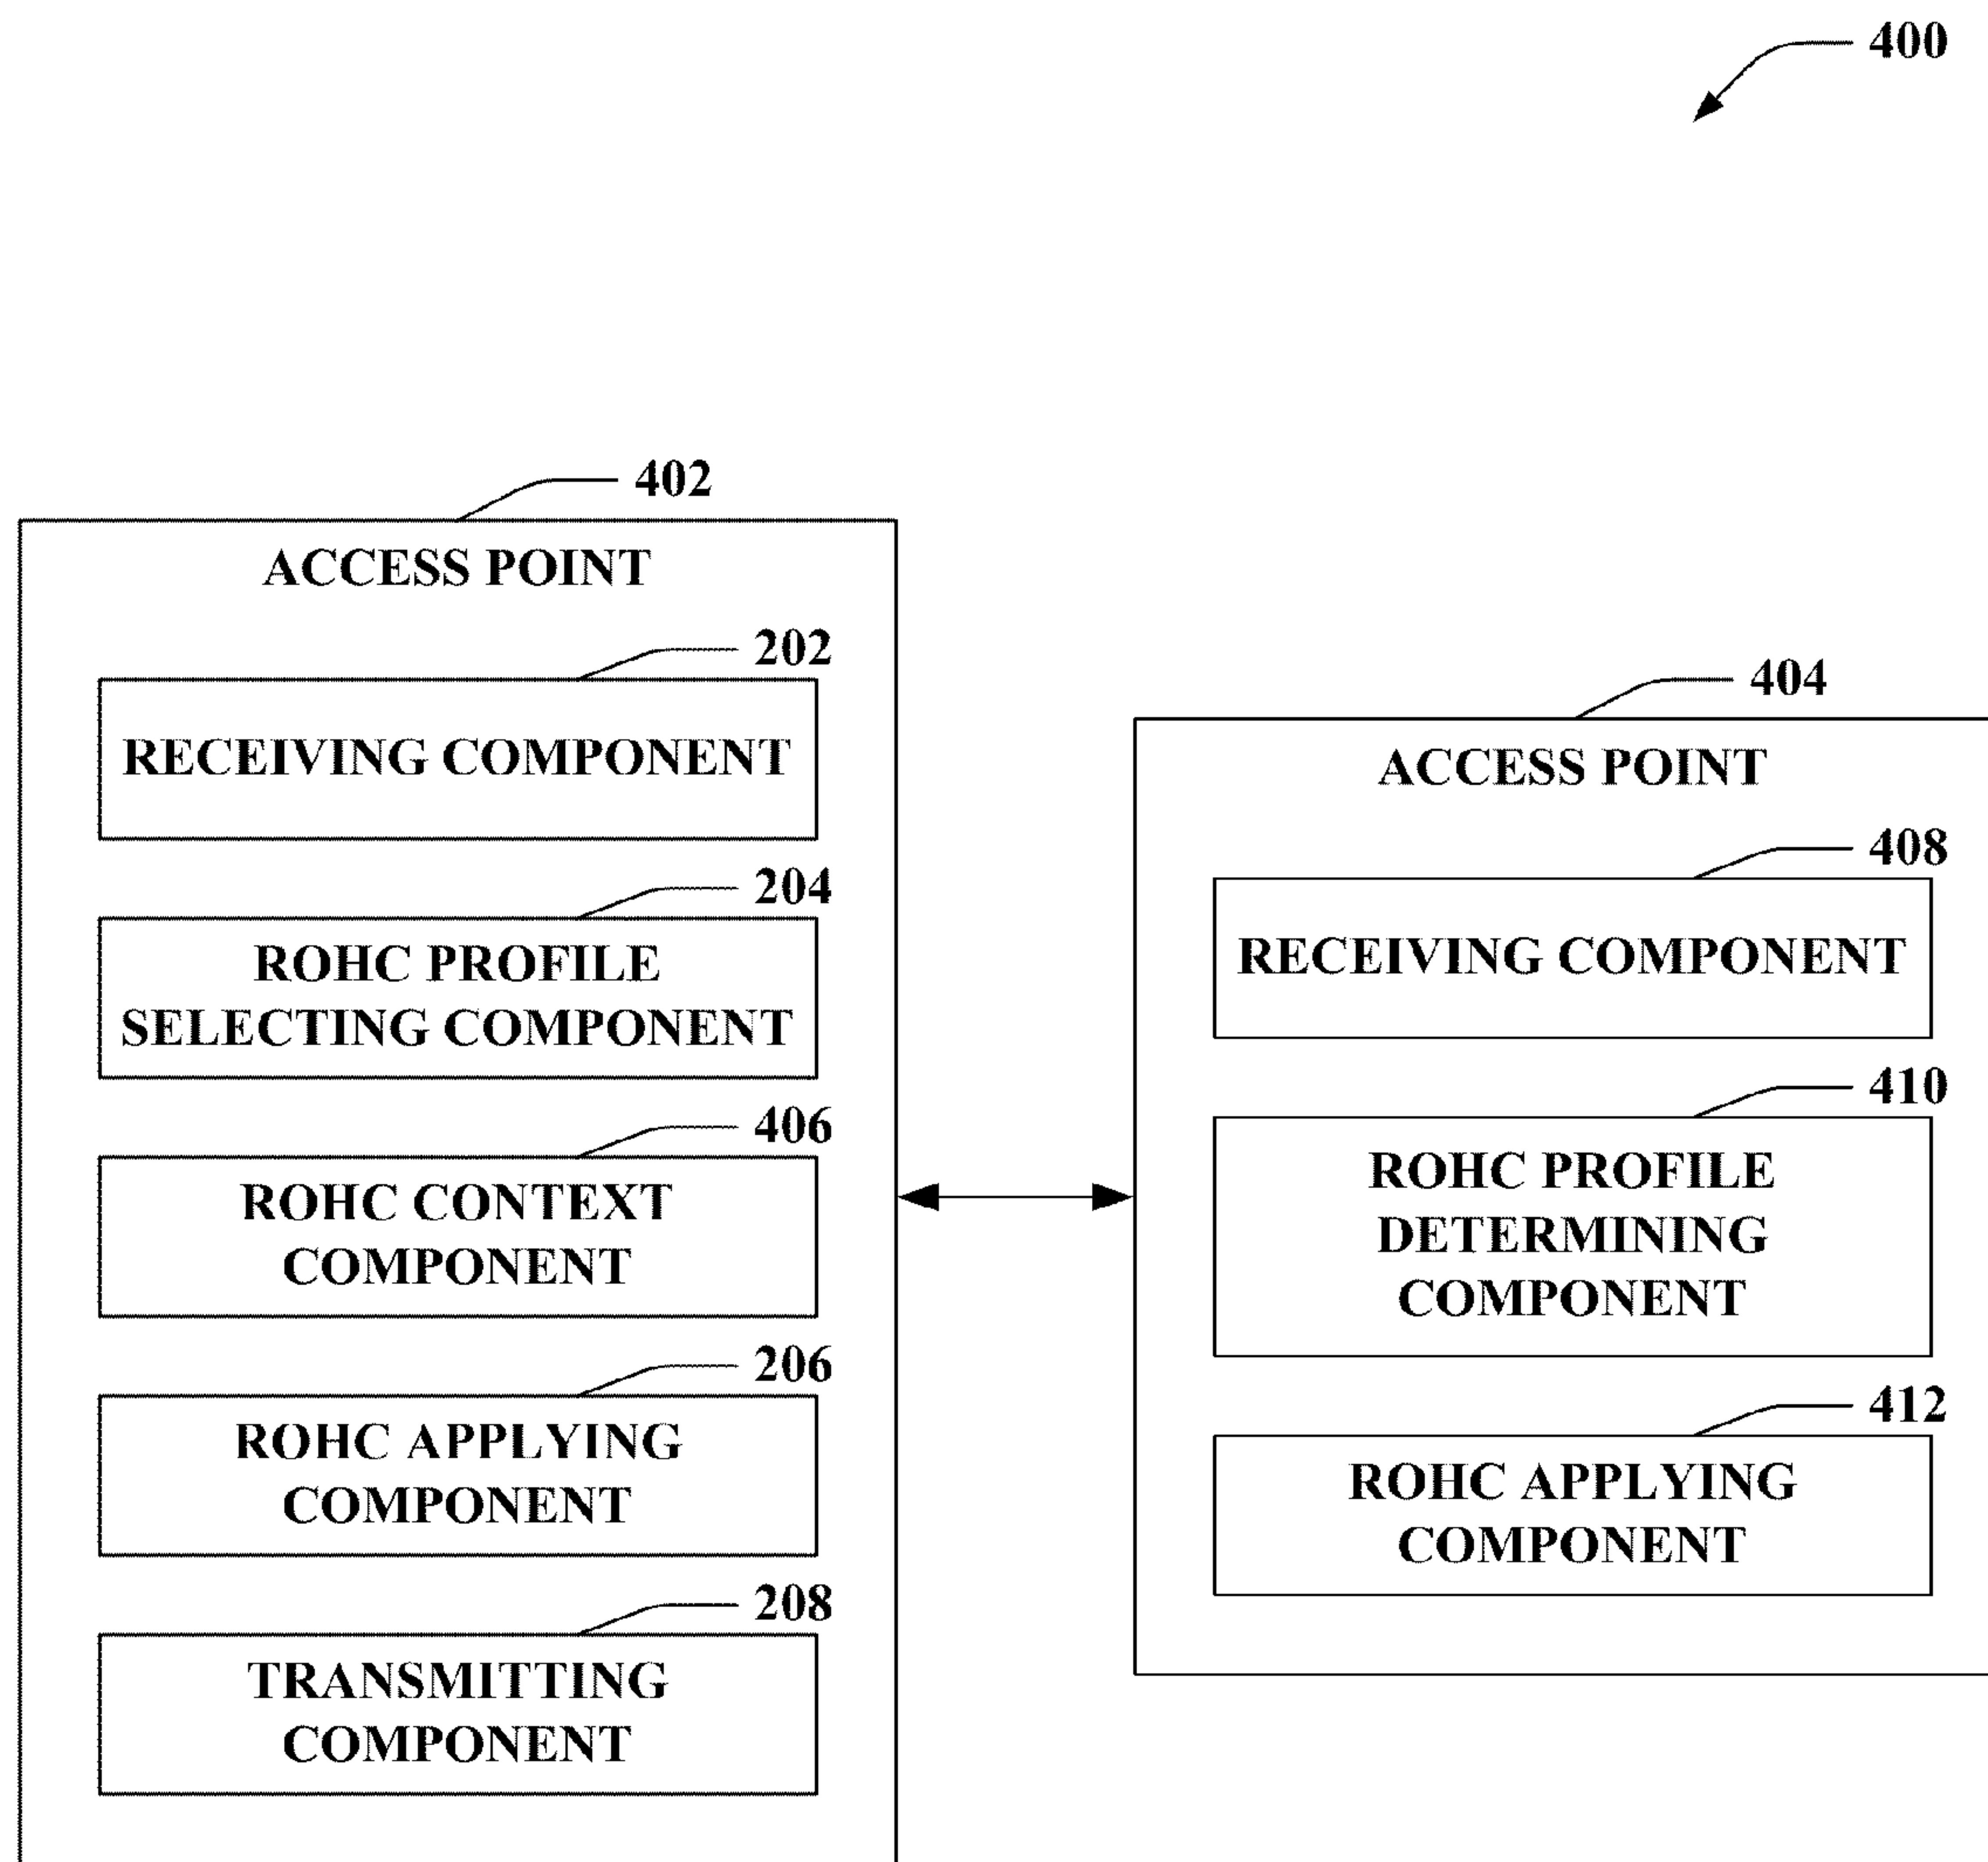 400
402
ACCESS POINT
202
RECEIVING COMPONENT
204
ROHC PROFILE
SELECTING COMPONENT
406
ROHC CONTEXT
COMPONENT
206
ROHC APPLYING
COMPONENT
208
TRANSMITTING
COMPONENT
404
ACCESS POINT
408
RECEIVING COMPONENT
410
ROHC PROFILE
DETERMINING
COMPONENT
412
ROHC APPLYING
COMPONENT